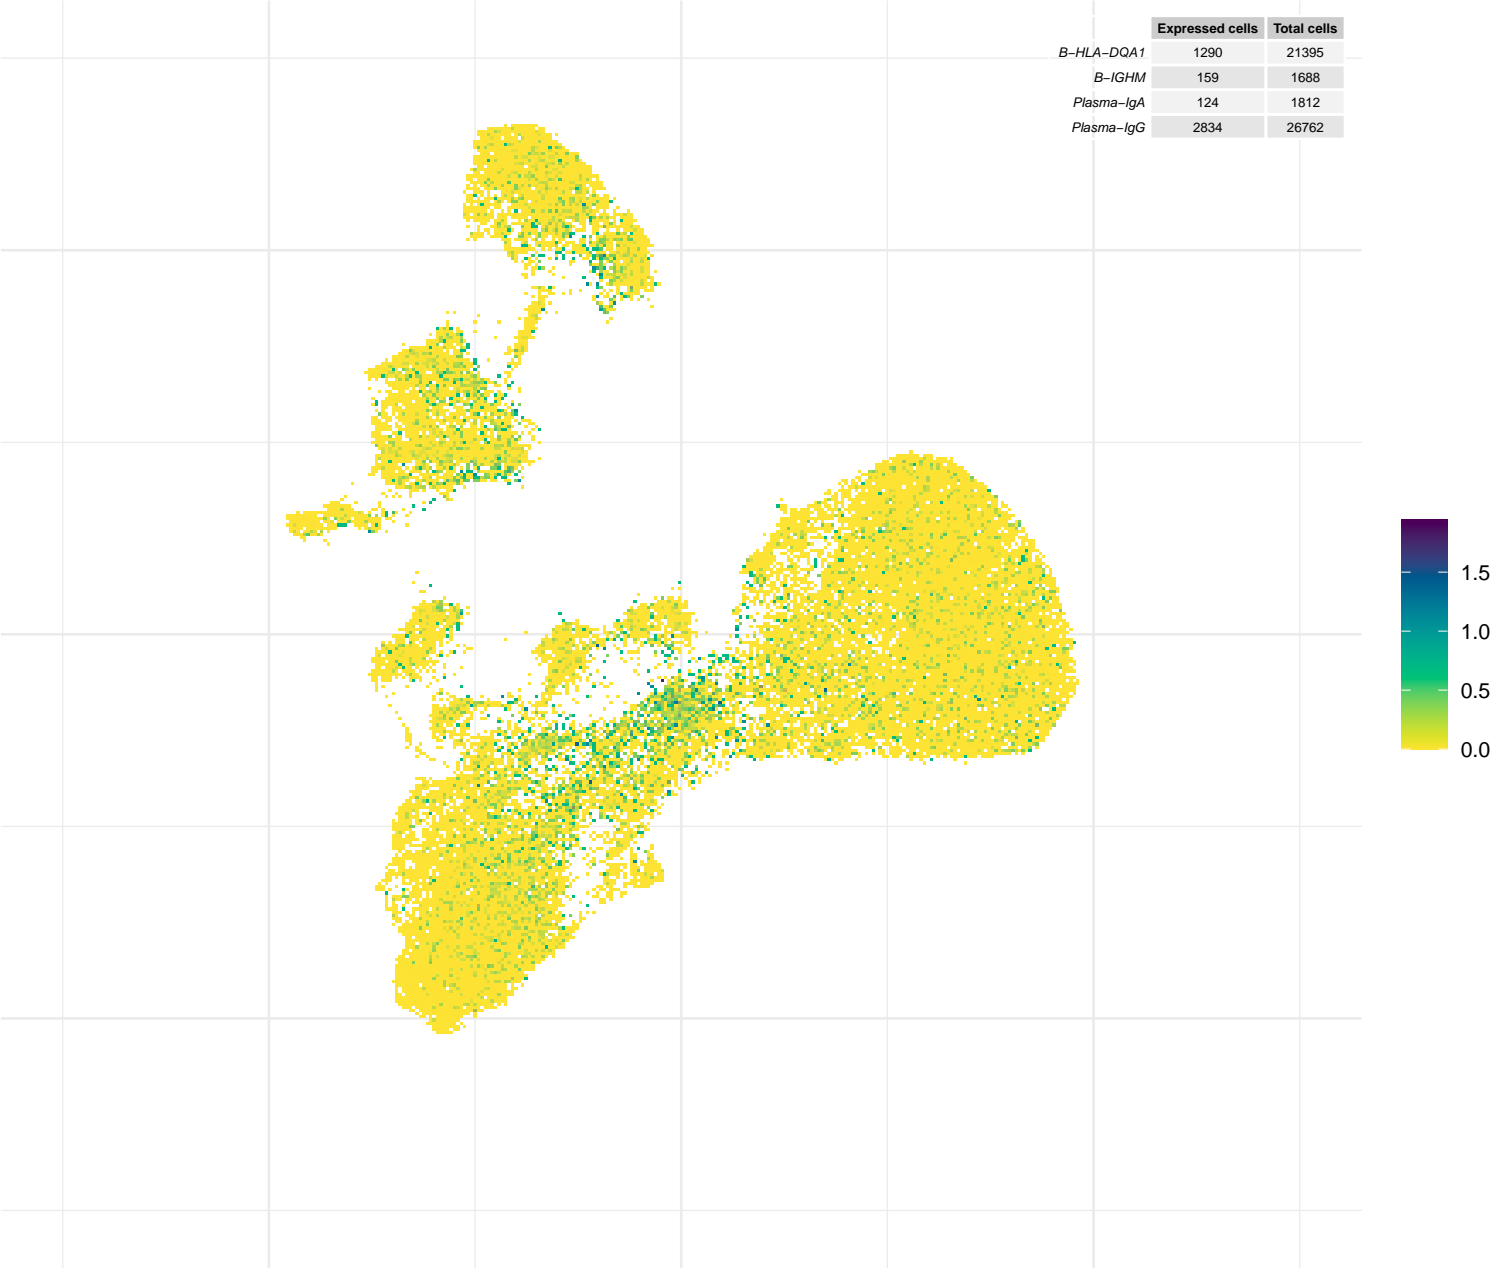 Expressed cells Total cells
B−HLA−DQA1 1290 21395
B−IGHM 159 1688
Plasma−IgA 124 1812
Plasma−IgG 2834 26762
1.5
1.0
0.5
0.0